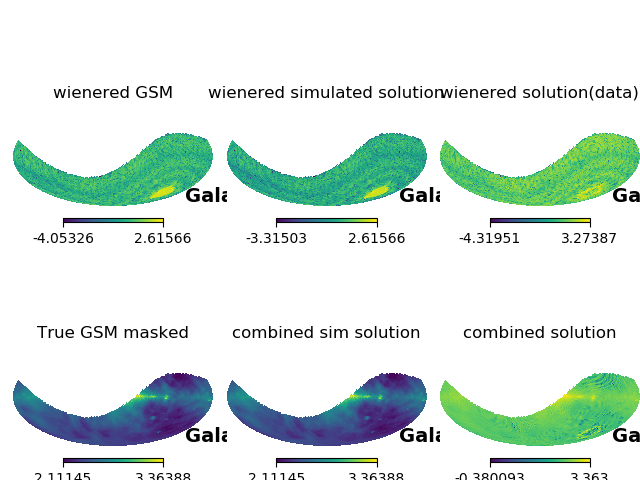 wienered GSM
wienered simulated solution
wienered solution(data)
Gala
Gala
Ga
-4.05326 2.61566
-3.31503 2.61566
-4.31951 3.27387
True GSM masked
combined sim solution
combined solution
Gala
Gala
Ga
2.11145 3.36388
2.11145 3.36388
-0.380093 3.363